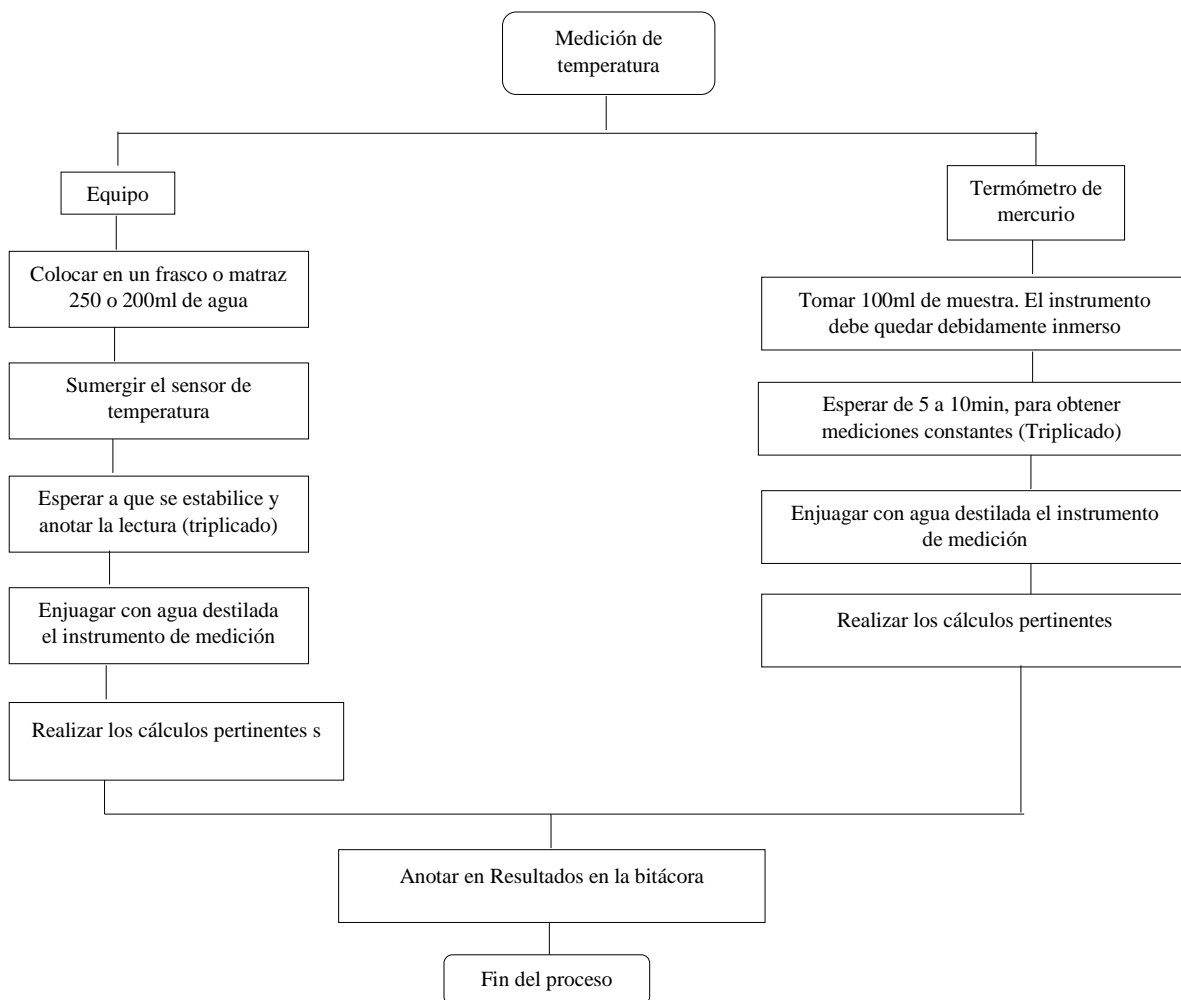 Medición de
temperatura
Equipo
Colocar en un frasco o matraz
250 o 200ml de agua
Sumergir el sensor de
temperatura
Esperar a que se estabilice y
anotar la lectura (triplicado)
Enjuagar con agua destilada
el instrumento de medición
Realizar los cálculos pertinentes s
Termómetro de
mercurio
Tomar 100ml de muestra. El instrumento
debe quedar debidamente inmerso
Esperar de 5 a 10min, para obtener
mediciones constantes (Triplicado)
Enjuagar con agua destilada el instrumento
de medición
Realizar los cálculos pertinentes
Anotar en Resultados en la bitácora
Fin del proceso